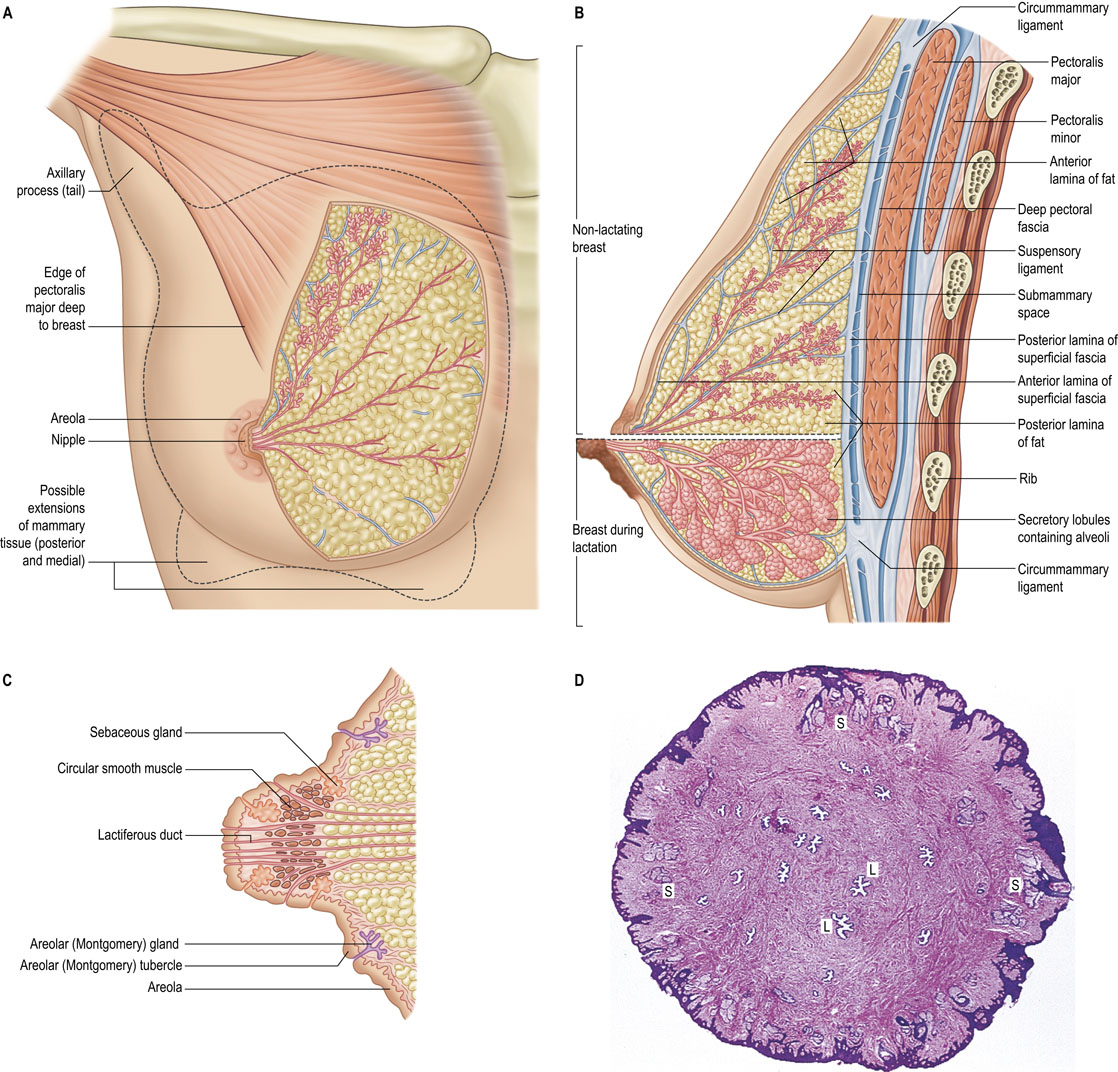 A
Axillary
process (tail)
Edge of
pectoralis
major deep
to breast
Areola
Nipple
Possible
extensions
of mammary
tissue (posterior
and medial)
B
Non-lactating
breast
Breast during
lactation
Circummammary
ligament
Pectoralis
major
Pectoralis
minor
Anterior
lamina of fat
Deep pectoral
fascia
Suspensory
ligament
Submammary
space
Posterior lamina of
superficial fascia
Anterior lamina of
superficial fascia
Posterior lamina
of fat
Rib
Secretory lobules
containing alveoli
Circummammary
ligament
C
Sebaceous gland
Circular smooth muscle
Lactiferous duct
Areolar (Montgomery) gland
Areolar (Montgomery) tubercle
Areola
D
S
L
S
S
L